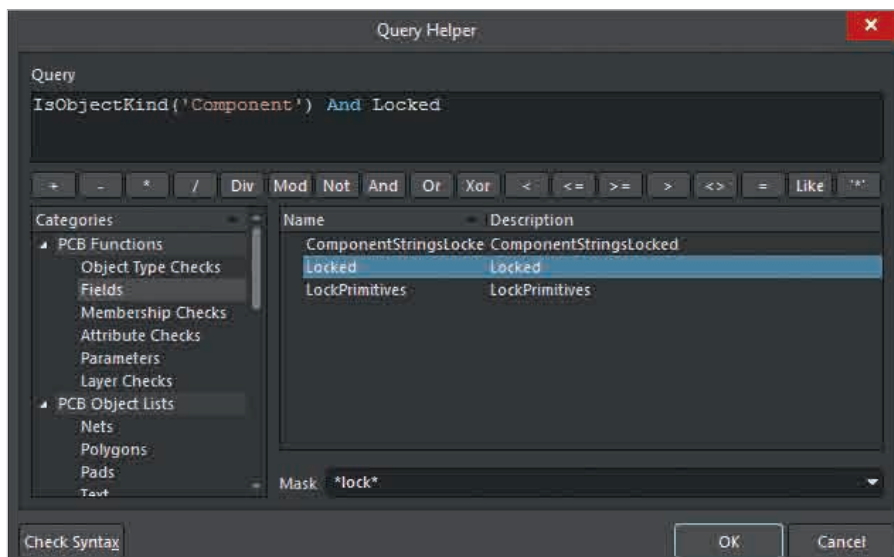 Query Helper
Query
IsObjectKind('Component') And Locked
+ - * / Div Mod Not And Or Xor < <= >= > <> = Like '*'
Categories
PCB Functions
Object Type Checks
Fields
Membership Checks
Attribute Checks
Parameters
Layer Checks
PCB Object Lists
Nets
Polygons
Pads
Text
Name Description
ComponentStringsLocke ComponentStringsLocked
Locked Locked
LockPrimitives LockPrimitives
Mask *lock*
Check Syntax OK Cancel